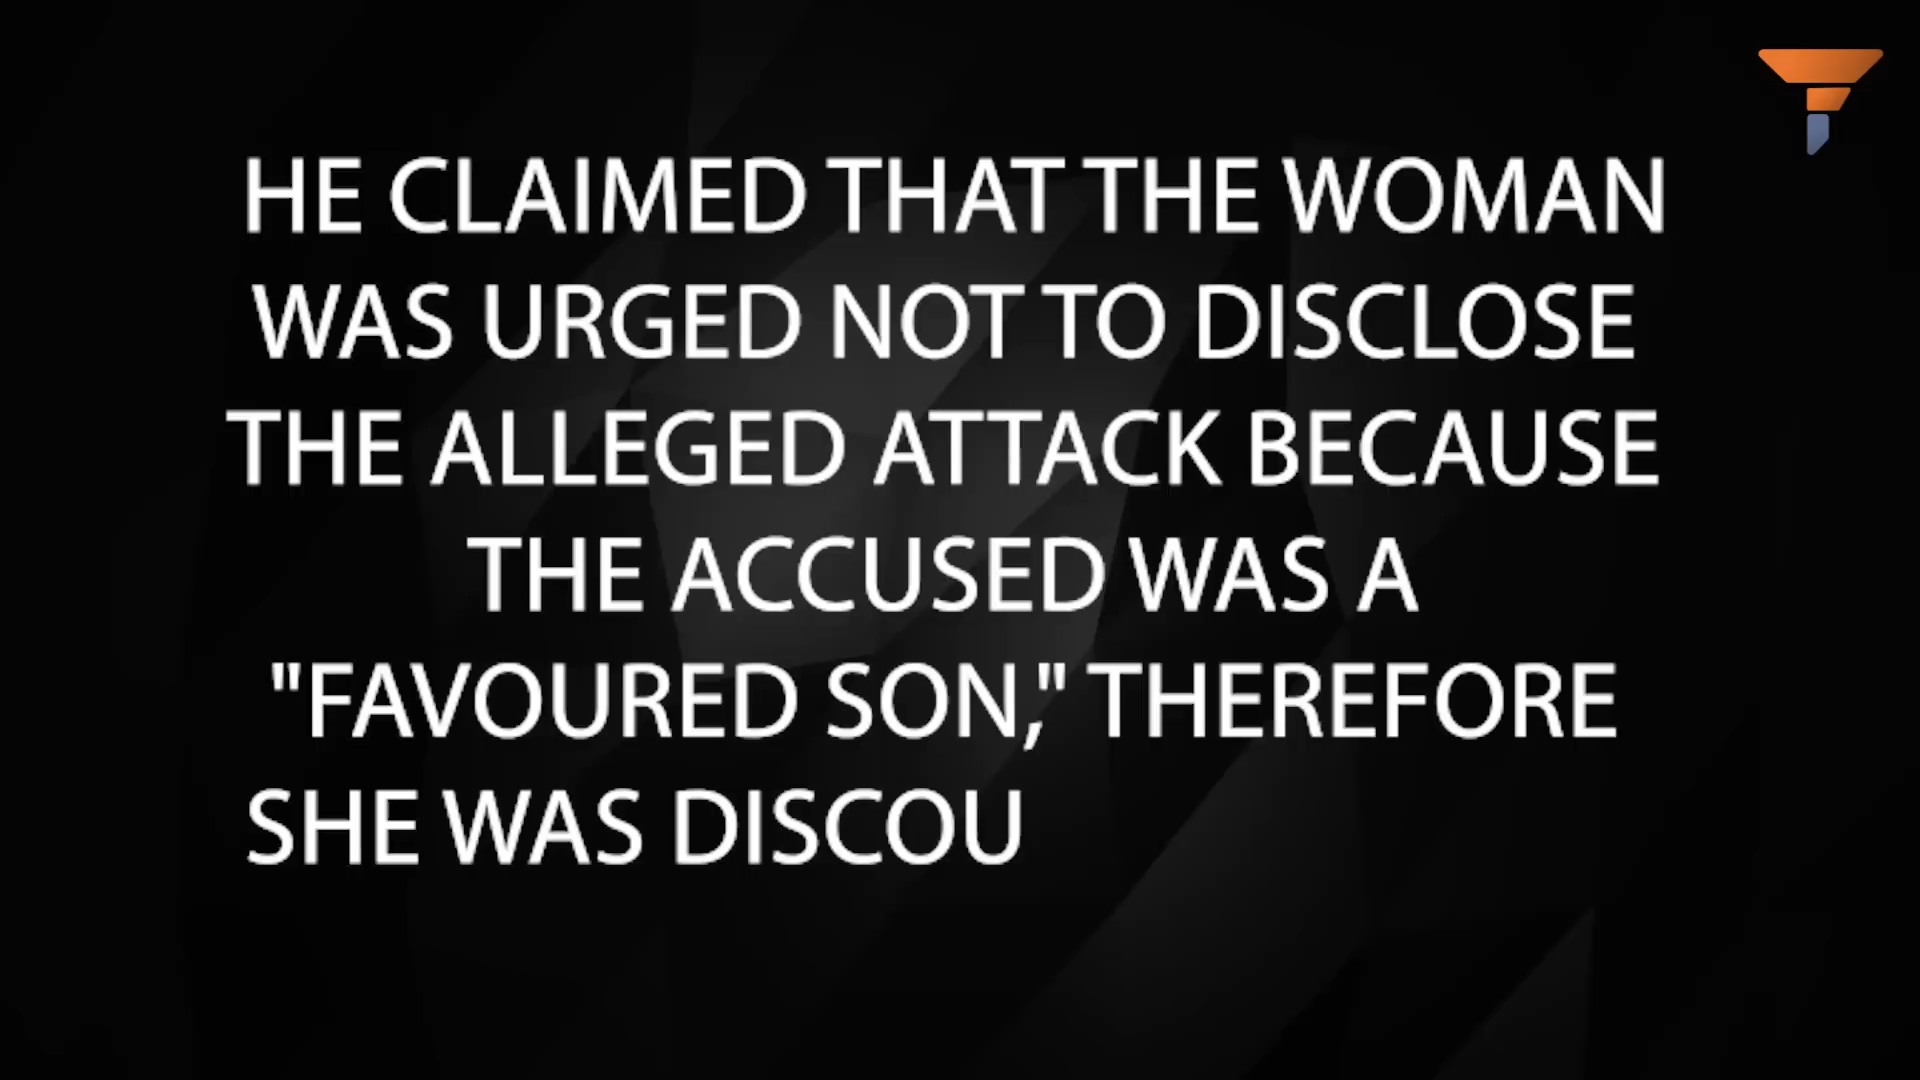 HE CLAIMED THAT THE WOMAN
WAS URGED NOT TO DISCLOSE
THE ALLEGED ATTACK BECAUSE
THE ACCUSED WAS A
"FAVOURED SON," THEREFORE
SHE WAS DISCOU